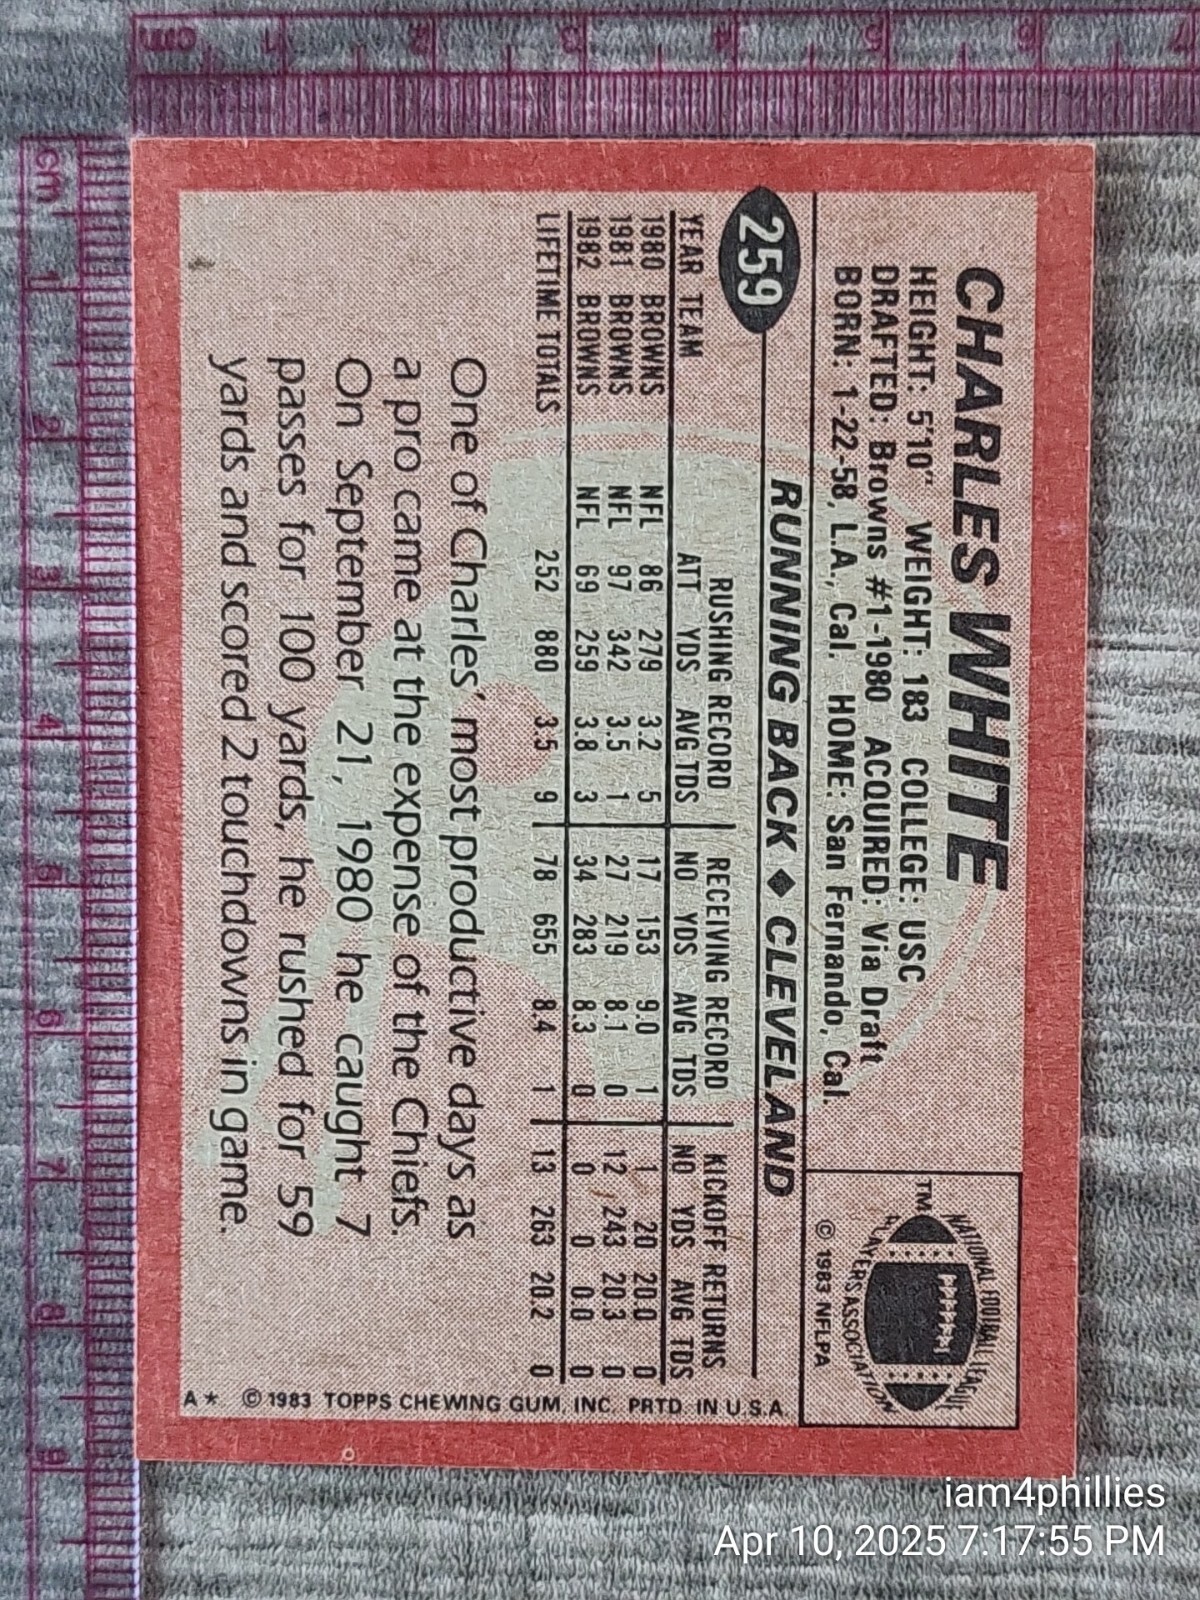 CHARLES WHITE
HEIGHT: 5'10" WEIGHT: 183 COLLEGE: USC
DRAFTED: Browns #1-1980 ACQUIRED: Via Draft
BORN: 1-22-58, L.A., Cal. HOME: San Fernando, Cal.
NATIONAL FOOTBALL LEAGUE
PLAYERS ASSOCIATION
TM
© 1983 NFLPA
259
RUNNING BACK ◆ CLEVELAND
RUSHING RECORD RECEIVING RECORD KICKOFF RETURNS
YEAR TEAM ATT YDS AVG TDS NO YDS AVG TDS NO YDS AVG TDS
1980 BROWNS NFL 86 279 3.2 5 17 153 9.0 1 1 20 20.0 0
1981 BROWNS NFL 97 342 3.5 1 27 219 8.1 0 12 243 20.3 0
1982 BROWNS NFL 69 259 3.8 3 34 283 8.3 0 0 0 0.0 0
LIFETIME TOTALS 252 880 3.5 9 78 655 8.4 1 13 263 20.2 0
One of Charles' most productive days as
a pro came at the expense of the Chiefs.
On September 21, 1980 he caught 7
passes for 100 yards, he rushed for 59
yards and scored 2 touchdowns in game.
A * © 1983 TOPPS CHEWING GUM, INC. PRTD. IN U.S.A.
cm 1 2 3 4 5 6 7
cm 1 2 3 4 5 6 7 8 9
iam4phillies
Apr 10, 2025 7:17:55 PM